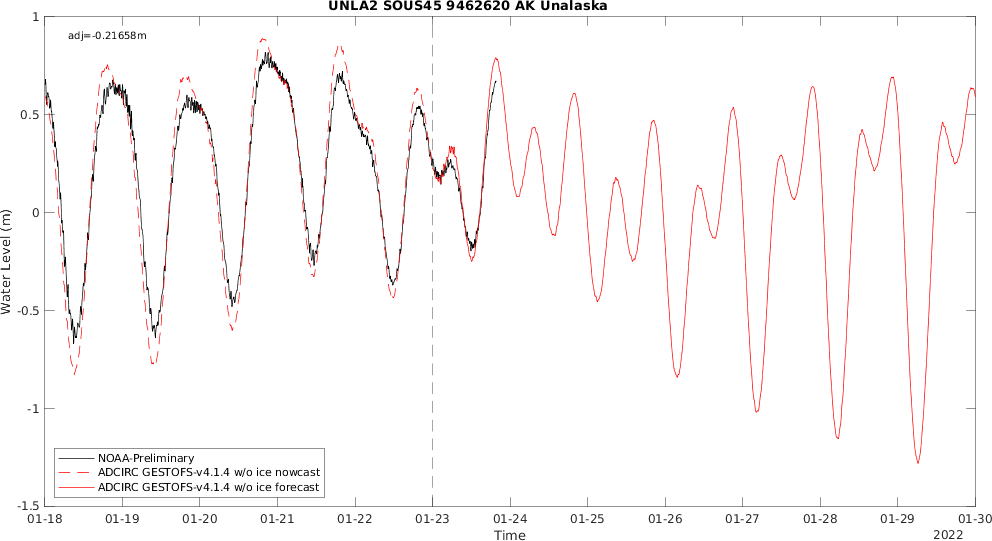 UNLA2 SOUS45 9462620 AK Unalaska
adj=-0.21658m
1
0.5
0
-0.5
-1
-1.5
Water Level (m)
NOAA-Preliminary
ADCIRC GESTOFS-v4.1.4 w/o ice nowcast
ADCIRC GESTOFS-v4.1.4 w/o ice forecast
01-18 01-19 01-20 01-21 01-22 01-23 01-24 01-25 01-26 01-27 01-28 01-29 01-30
Time
2022